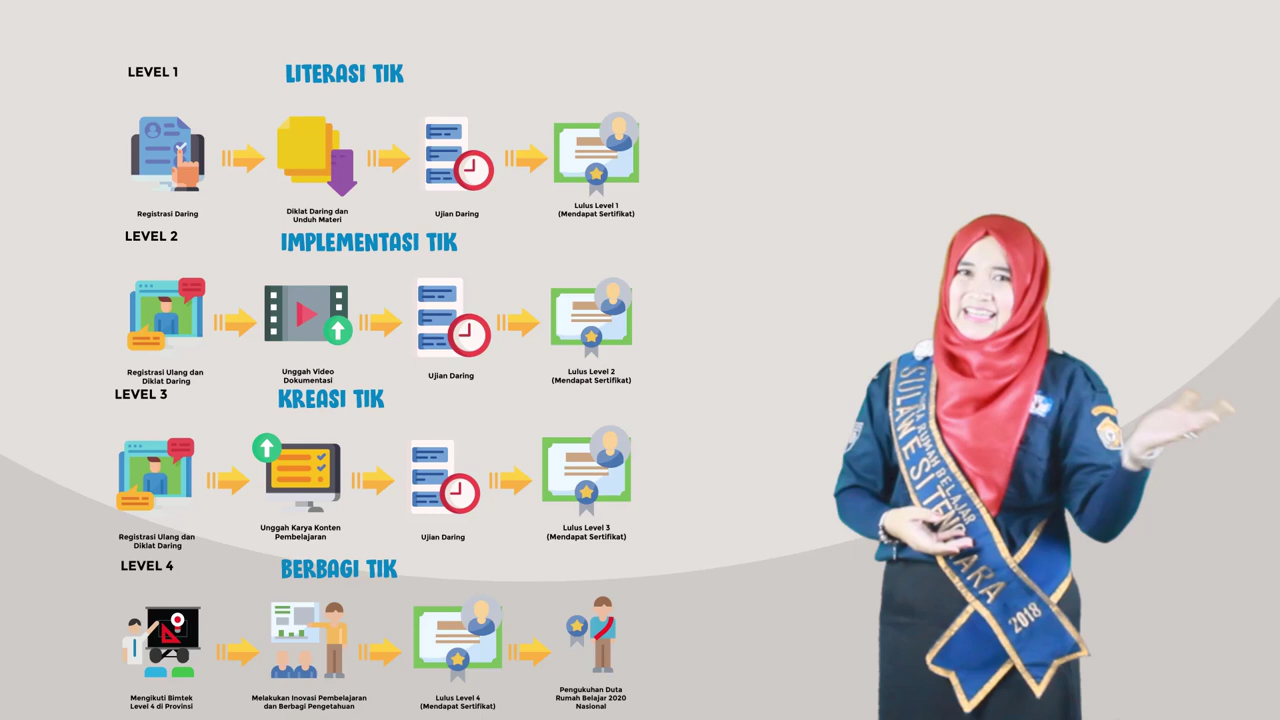 LEVEL 1
LITERASI TIK
Registrasi Daring
Diklat Daring dan
Unduh Materi
Ujian Daring
Lulus Level 1
(Mendapat Sertifikat)
LEVEL 2
IMPLEMENTASI TIK
Registrasi Ulang dan
Diklat Daring
Unggah Video
Dokumentasi
Ujian Daring
Lulus Level 2
(Mendapat Sertifikat)
LEVEL 3
KREASI TIK
Registrasi Ulang dan
Diklat Daring
Unggah Karya Konten
Pembelajaran
Ujian Daring
Lulus Level 3
(Mendapat Sertifikat)
LEVEL 4
BERBAGI TIK
Mengikuti Bimtek
Level 4 di Provinsi
Melakukan Inovasi Pembelajaran
dan Berbagi Pengetahuan
Lulus Level 4
(Mendapat Sertifikat)
Pengukuhan Duta
Rumah Belajar 2020
Nasional
RUMAH BELAJAR
SULAWESI
2018